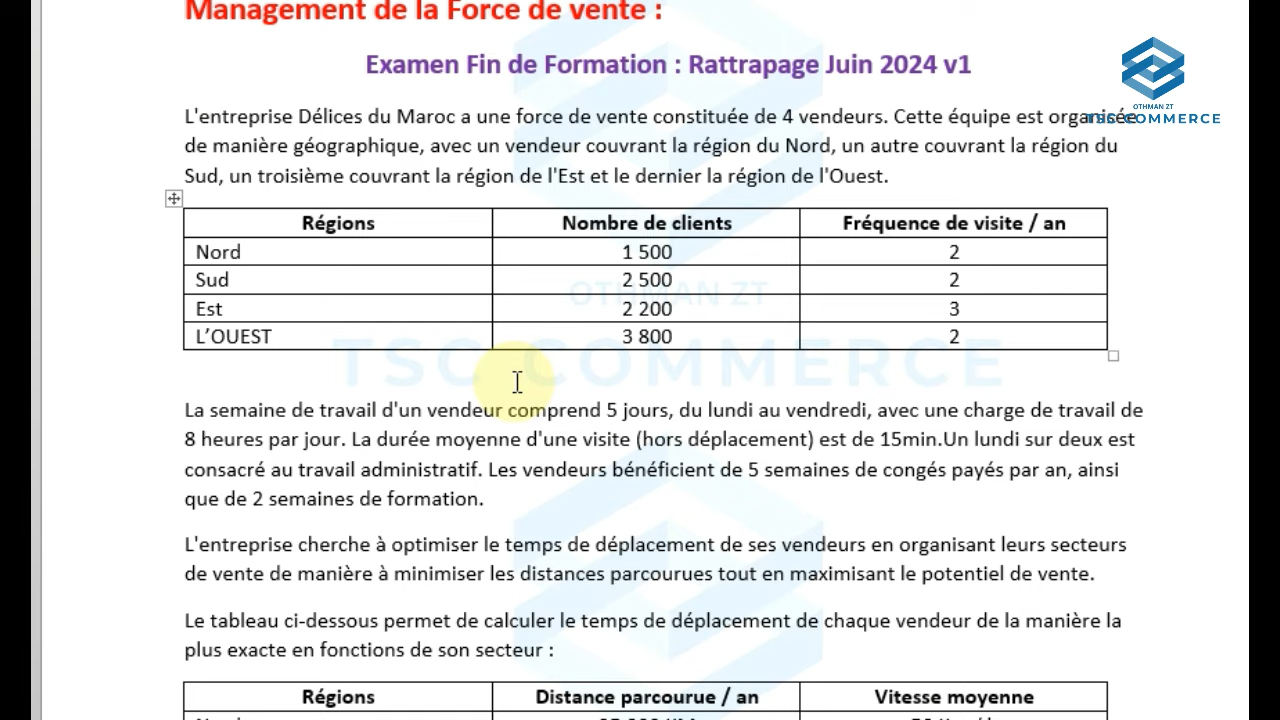 Management de la Force de vente :
Examen Fin de Formation : Rattrapage Juin 2024 v1
OTHMAN ZT
TSC COMMERCE
L'entreprise Délices du Maroc a une force de vente constituée de 4 vendeurs. Cette équipe est organisée
de manière géographique, avec un vendeur couvrant la région du Nord, un autre couvrant la région du
Sud, un troisième couvrant la région de l'Est et le dernier la région de l'Ouest.
Régions Nombre de clients Fréquence de visite / an
Nord 1 500 2
Sud 2 500 2
Est 2 200 3
L’OUEST 3 800 2
OTHMAN ZT
TSC COMMERCE
La semaine de travail d'un vendeur comprend 5 jours, du lundi au vendredi, avec une charge de travail de
8 heures par jour. La durée moyenne d'une visite (hors déplacement) est de 15min.Un lundi sur deux est
consacré au travail administratif. Les vendeurs bénéficient de 5 semaines de congés payés par an, ainsi
que de 2 semaines de formation.
L'entreprise cherche à optimiser le temps de déplacement de ses vendeurs en organisant leurs secteurs
de vente de manière à minimiser les distances parcourues tout en maximisant le potentiel de vente.
Le tableau ci-dessous permet de calculer le temps de déplacement de chaque vendeur de la manière la
plus exacte en fonctions de son secteur :
Régions Distance parcourue / an Vitesse moyenne